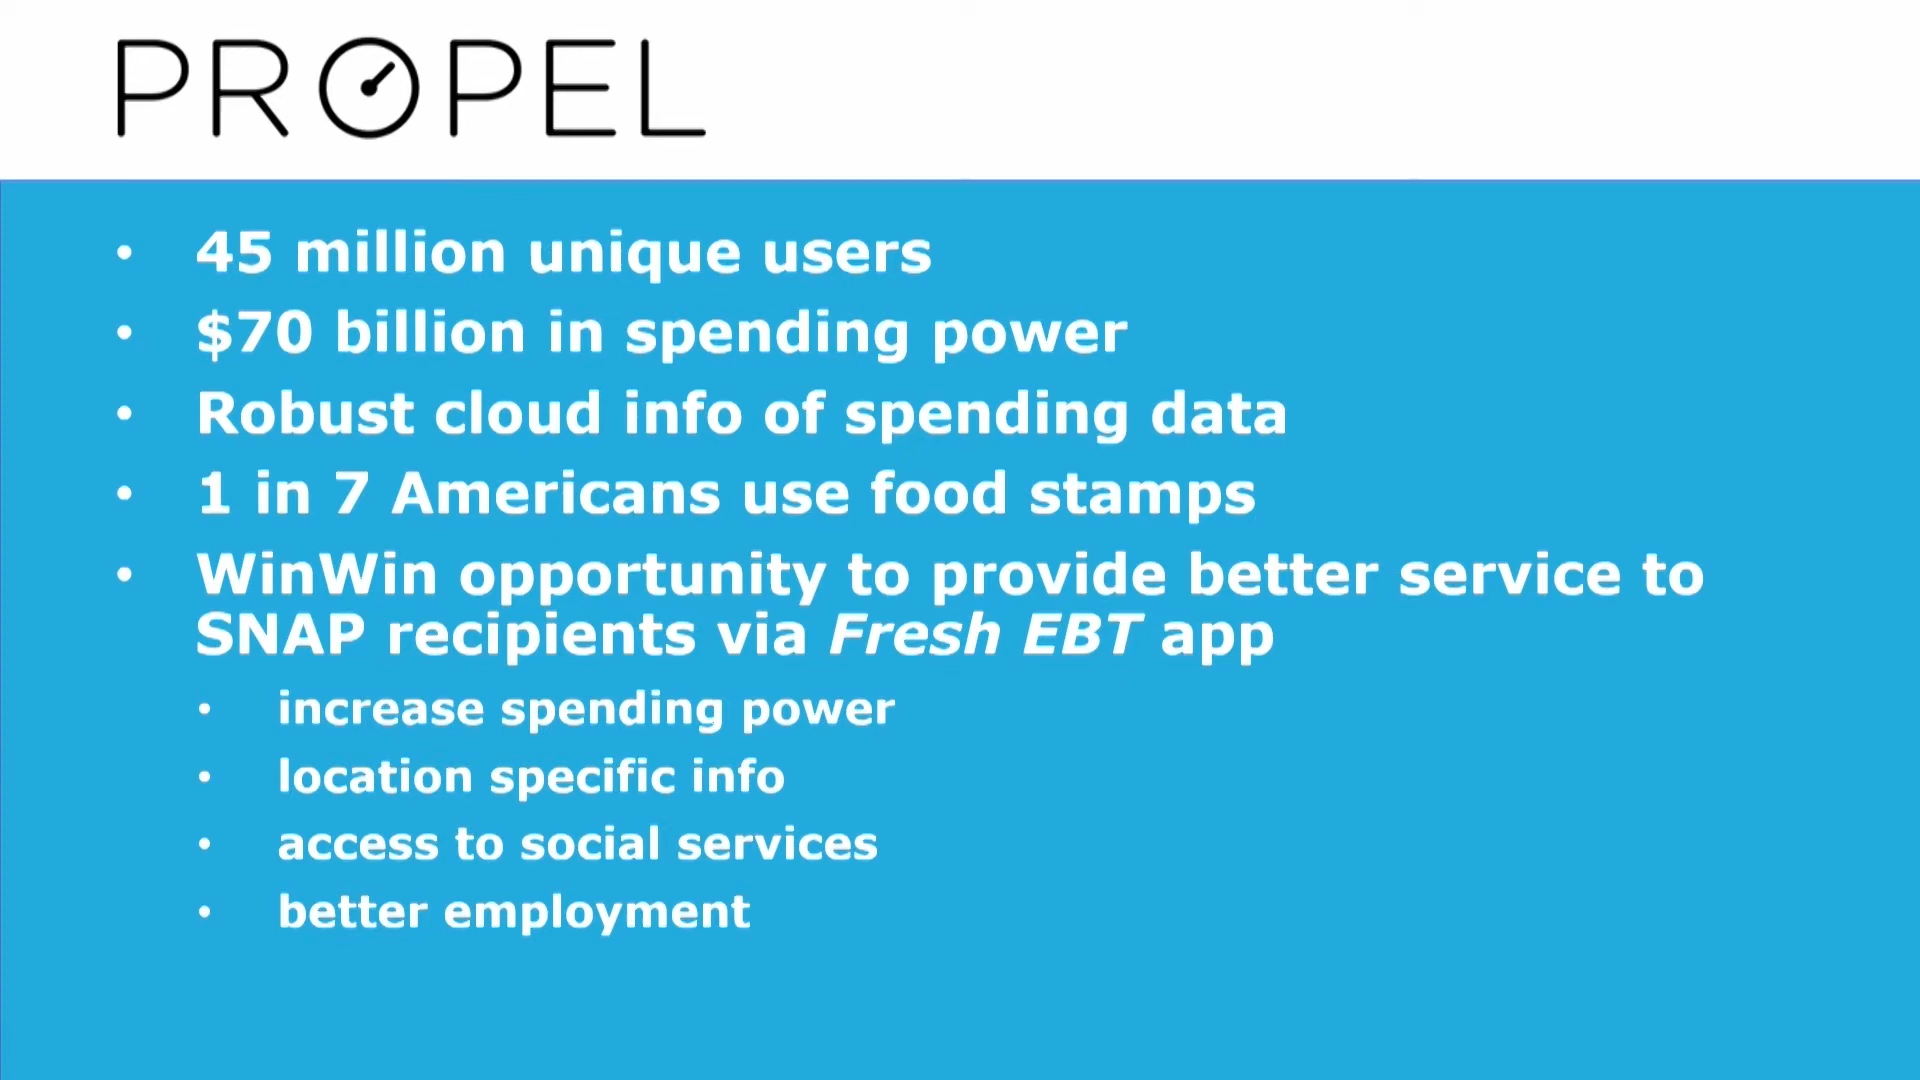 PROPEL
• 45 million unique users
• $70 billion in spending power
• Robust cloud info of spending data
• 1 in 7 Americans use food stamps
• WinWin opportunity to provide better service to
SNAP recipients via Fresh EBT app
• increase spending power
• location specific info
• access to social services
• better employment